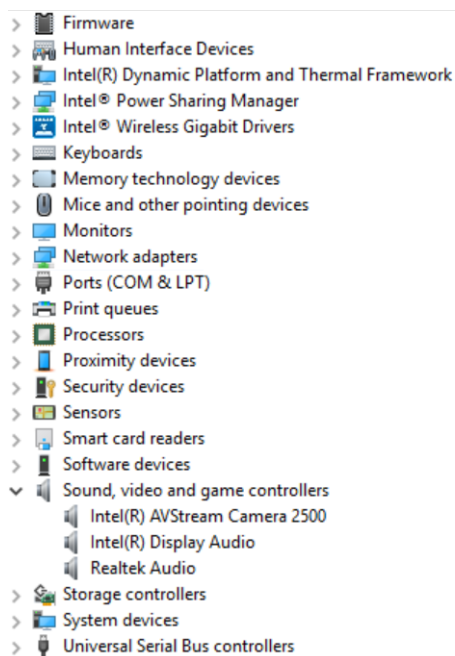 Firmware
Human Interface Devices
Intel(R) Dynamic Platform and Thermal Framework
Intel® Power Sharing Manager
Intel® Wireless Gigabit Drivers
Keyboards
Memory technology devices
Mice and other pointing devices
Monitors
Network adapters
Ports (COM & LPT)
Print queues
Processors
Proximity devices
Security devices
Sensors
Smart card readers
Software devices
Sound, video and game controllers
Intel(R) AVStream Camera 2500
Intel(R) Display Audio
Realtek Audio
Storage controllers
System devices
Universal Serial Bus controllers